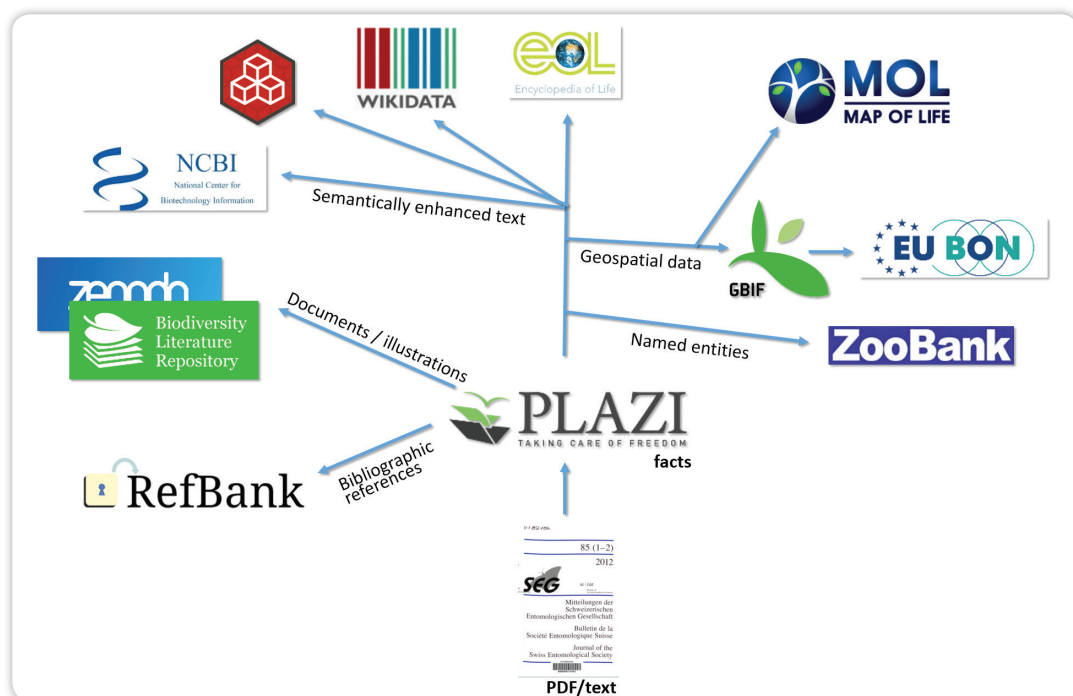 WIKIDATA
eOL
Encyclopedia of Life
MOL
MAP OF LIFE
NCBI
National Center for
Biotechnology Information
Semantically enhanced text
Geospatial data
GBIF
EU BON
zenodo
Biodiversity
Literature
Repository
Documents / illustrations
Named entities
ZooBank
PLAZI
TAKING CARE OF FREEDOM
facts
RefBank
Bibliographic
references
85 (1–2)
2012
SEG
Mitteilungen der
Schweizerischen
Entomologischen Gesellschaft
Bulletin de la
Société Entomologique Suisse
Journal of the
Swiss Entomological Society
PDF/text